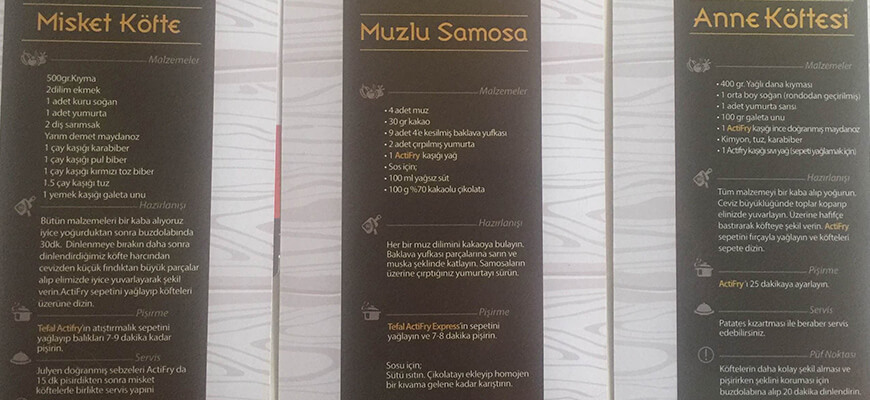 Misket Köfte
Malzemeler
500gr.Kıyma
2dilim ekmek
1 adet kuru soğan
1 adet yumurta
2 diş sarımsak
Yarım demet maydanoz
1 çay kaşığı karabiber
1 çay kaşığı pul biber
1 çay kaşığı kırmızı toz biber
1.5 çay kaşığı tuz
1 yemek kaşığı galeta unu
Hazırlanışı
Bütün malzemeleri bir kaba alıyoruz
iyice yoğurduktan sonra buzdolabında
30dk. Dinlenmeye bırakın daha sonra
dinlendirdiğimiz köfte harcından
cevizden küçük fındıktan büyük parçalar
alıp elimizde iyice yuvarlayarak şekil
verin.ActiFry sepetini yağlayıp köfteleri
üzerine dizin.
Pişirme
Tefal Actifry'ın atıştırmalık sepetini
yağlayıp balıkları 7-9 dakika kadar
pişirin.
Servis
Julyen doğranmış sebzeleri ActiFry da
15 dk pişirdikten sonra misket
köftelerle birlikte servis yapını
Muzlu Samosa
Malzemeler
• 4 adet muz
• 30 gr kakao
• 9 adet 4'e kesilmiş baklava yufkası
• 2 adet çırpılmış yumurta
• 1 ActiFry kaşığı yağ
• Sos için;
• 100 ml yağsız süt
• 100 g %70 kakaolu çikolata
Hazırlanışı
Her bir muz dilimini kakaoya bulayın.
Baklava yufkası parçalarına sarın ve
muska şeklinde katlayın. Samosaların
üzerine çırptığınız yumurtayı sürün.
Pişirme
Tefal ActiFry Express'in sepetini
yağlayın ve 7-8 dakika pişirin.
Sosu için;
Sütü ısıtın. Çikolatayı ekleyip homojen
bir kıvama gelene kadar karıştırın.
Anne Köftesi
Malzemeler
• 400 gr. Yağlı dana kıyması
• 1 orta boy soğan (rondodan geçirilmiş)
• 1 adet yumurta sarısı
• 100 gr galeta unu
• 1 ActiFry kaşığı ince doğranmış maydanoz
• Kimyon, tuz, karabiber
• 1 Actifry kaşığı sıvı yağ (sepeti yağlamak için)
Hazırlanışı
Tüm malzemeyi bir kaba alıp yoğurun.
Ceviz büyüklüğünde toplar koparıp
elinizde yuvarlayın. Üzerine hafifçe
bastırarak köfteye şekil verin. ActiFry
sepetini fırçayla yağlayın ve köfteleri
sepete dizin.
Pişirme
ActiFry'ı 25 dakikaya ayarlayın.
Servis
Patates kızartması ile beraber servis
edebilirsiniz.
Püf Noktası
Köftelerin daha kolay şekil alması ve
pişirirken şeklini koruması için
buzdolabına alıp 20 dakika dinlendirin.